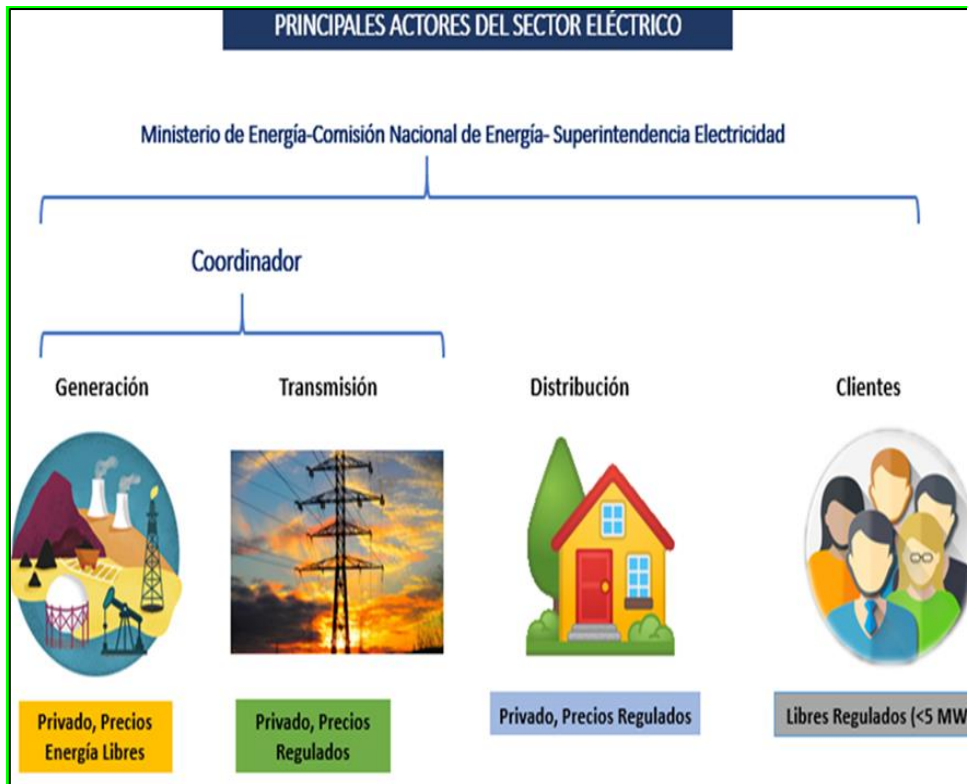 PRINCIPALES ACTORES DEL SECTOR ELÉCTRICO
Ministerio de Energía-Comisión Nacional de Energía- Superintendencia Electricidad
Coordinador
Generación
Transmisión
Distribución
Clientes
Privado, Precios
Energía Libres
Privado, Precios
Regulados
Privado, Precios Regulados
Libres Regulados (<5 MW